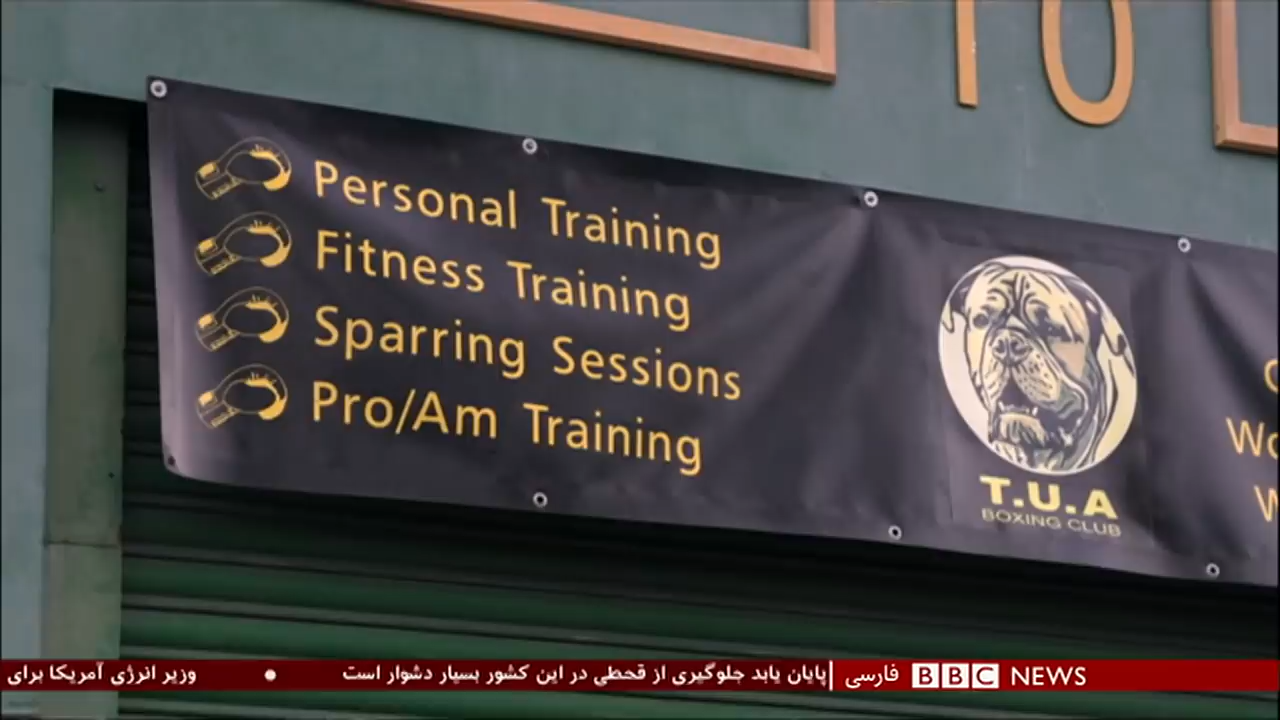 TO
Personal Training
Fitness Training
Sparring Sessions
Pro/Am Training
T.U.A
BOXING CLUB
BBC NEWS فارسی
پایان یابد جلوگیری از قحطی در این کشور بسیار دشوار است • وزیر انرژی آمریکا برای